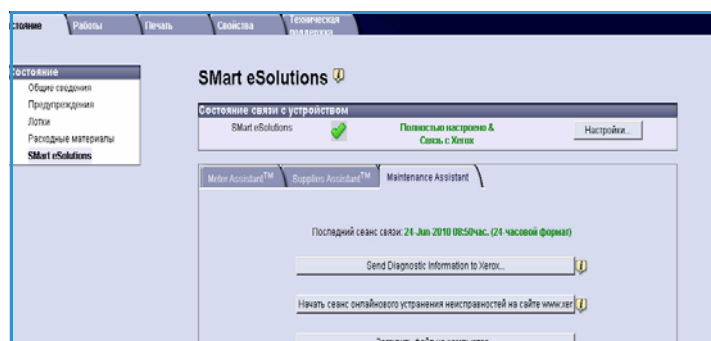 стояние Работы Печать Свойства Техническая
поддержка
Состояние
Общие сведения
Предупреждения
Лотки
Расходные материалы
SMart eSolutions
SMart eSolutions
Состояние связи с устройством
SMart eSolutions Полностью настроено & Настройки...
Связь с Xerox
Meter Assistant™ Supplies Assistant™ Maintenance Assistant
Последний сеанс связи: 24-Jun-2010 08:50час. (24-часовой формат)
Send Diagnostic Information to Xerox...
Начать сеанс онлайнового устранения неисправностей на сайте www.xer